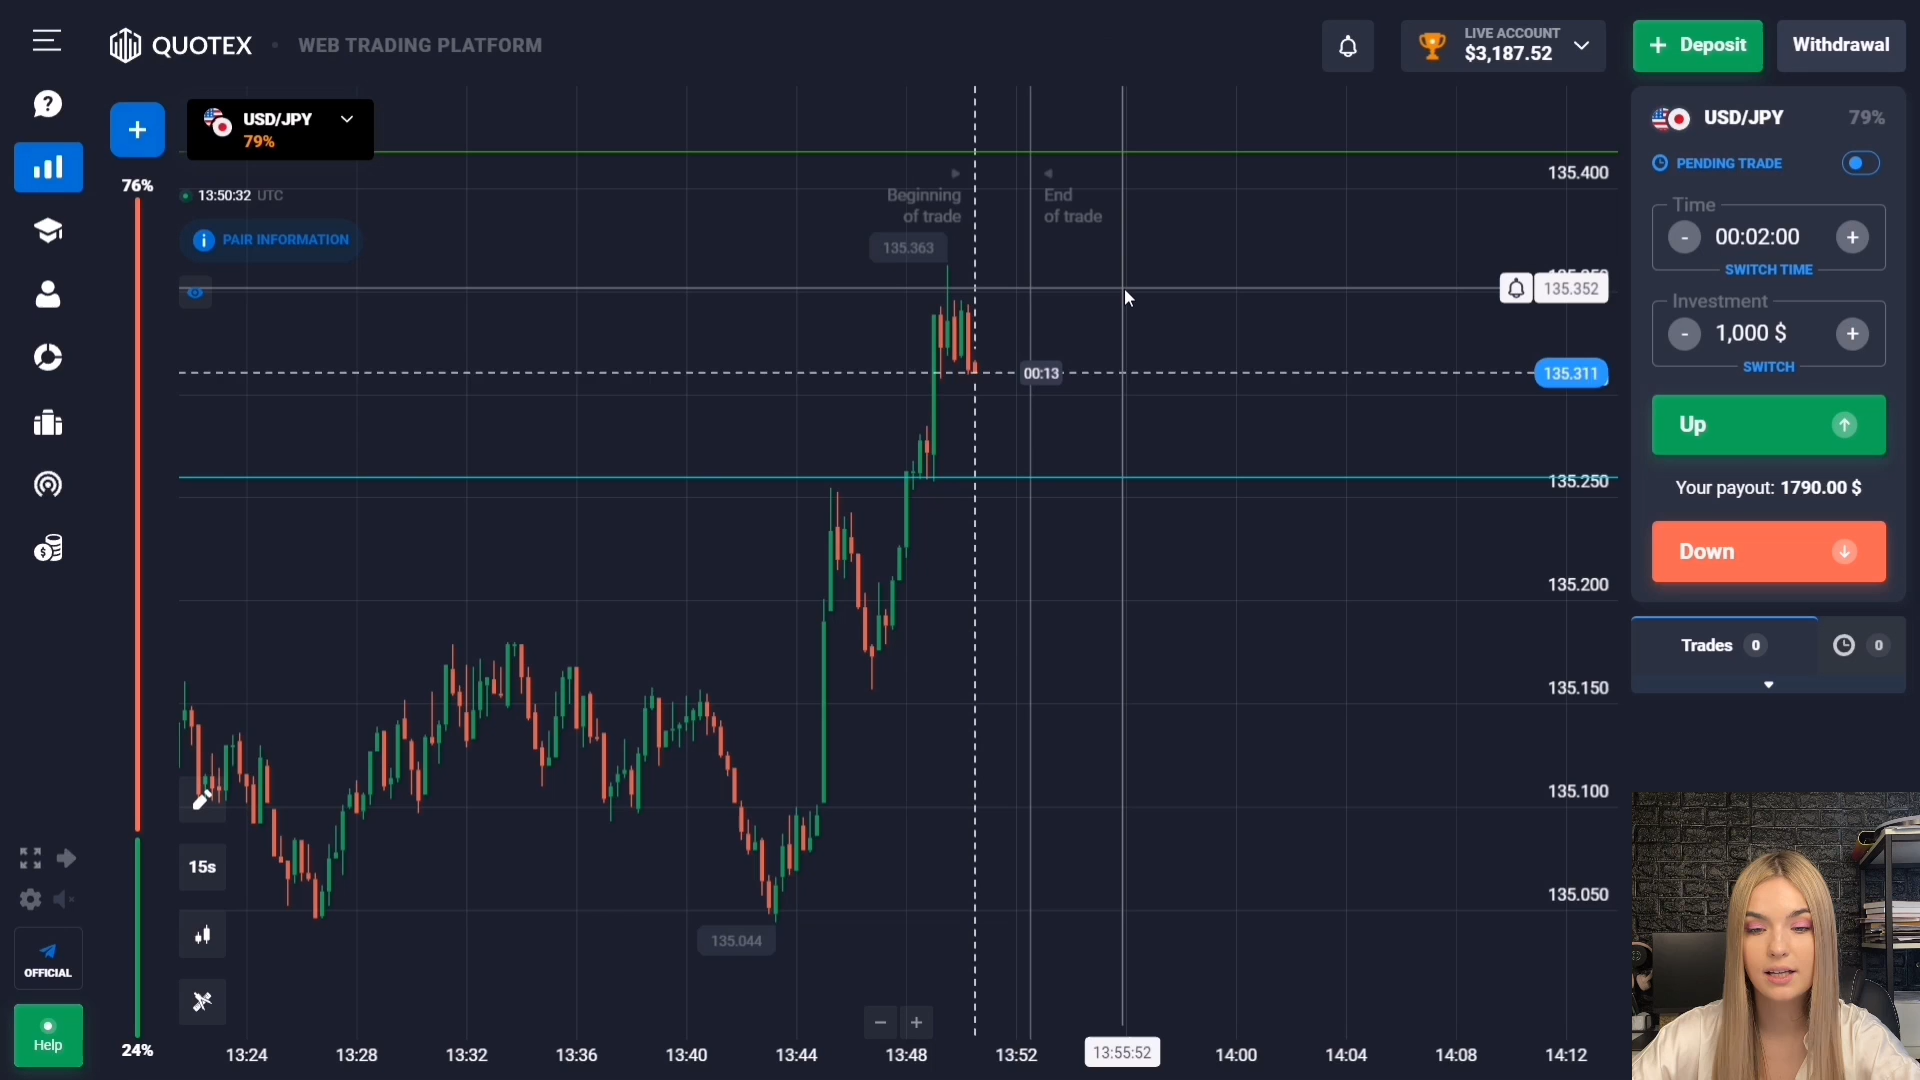 QUOTEX
WEB TRADING PLATFORM
LIVE ACCOUNT
$3,187.52
+ Deposit
Withdrawal
USD/JPY
79%
76%
13:50:32 UTC
PAIR INFORMATION
Beginning
of trade
End
of trade
135.363
135.400
135.352
00:13
135.311
135.250
135.200
135.150
135.100
135.050
135.044
15s
24%
13:24
13:28
13:32
13:36
13:40
13:44
13:48
13:52
13:55:52
14:00
14:04
14:08
14:12
OFFICIAL
Help
USD/JPY
79%
PENDING TRADE
Time
- 00:02:00 +
SWITCH TIME
Investment
- 1,000 $ +
SWITCH
Up
Your payout: 1790.00 $
Down
Trades 0
0